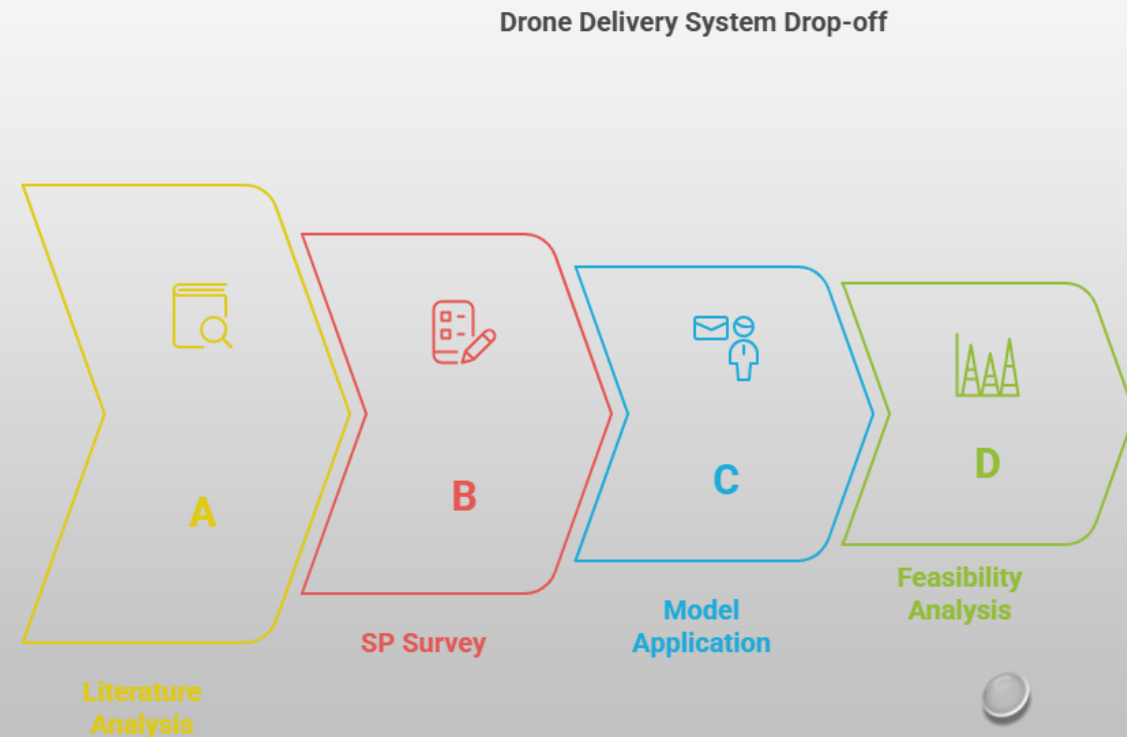 Drone Delivery System Drop-off
A
Literature
Analysis
B
SP Survey
C
Model
Application
D
Feasibility
Analysis